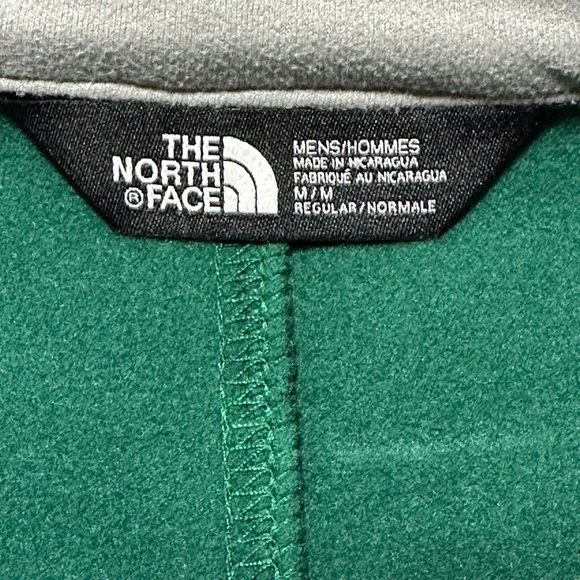 THE
NORTH
®FACE
MENS/HOMMES
MADE IN NICARAGUA
FABRIQUÉ AU NICARAGUA
M/M
REGULAR/NORMALE